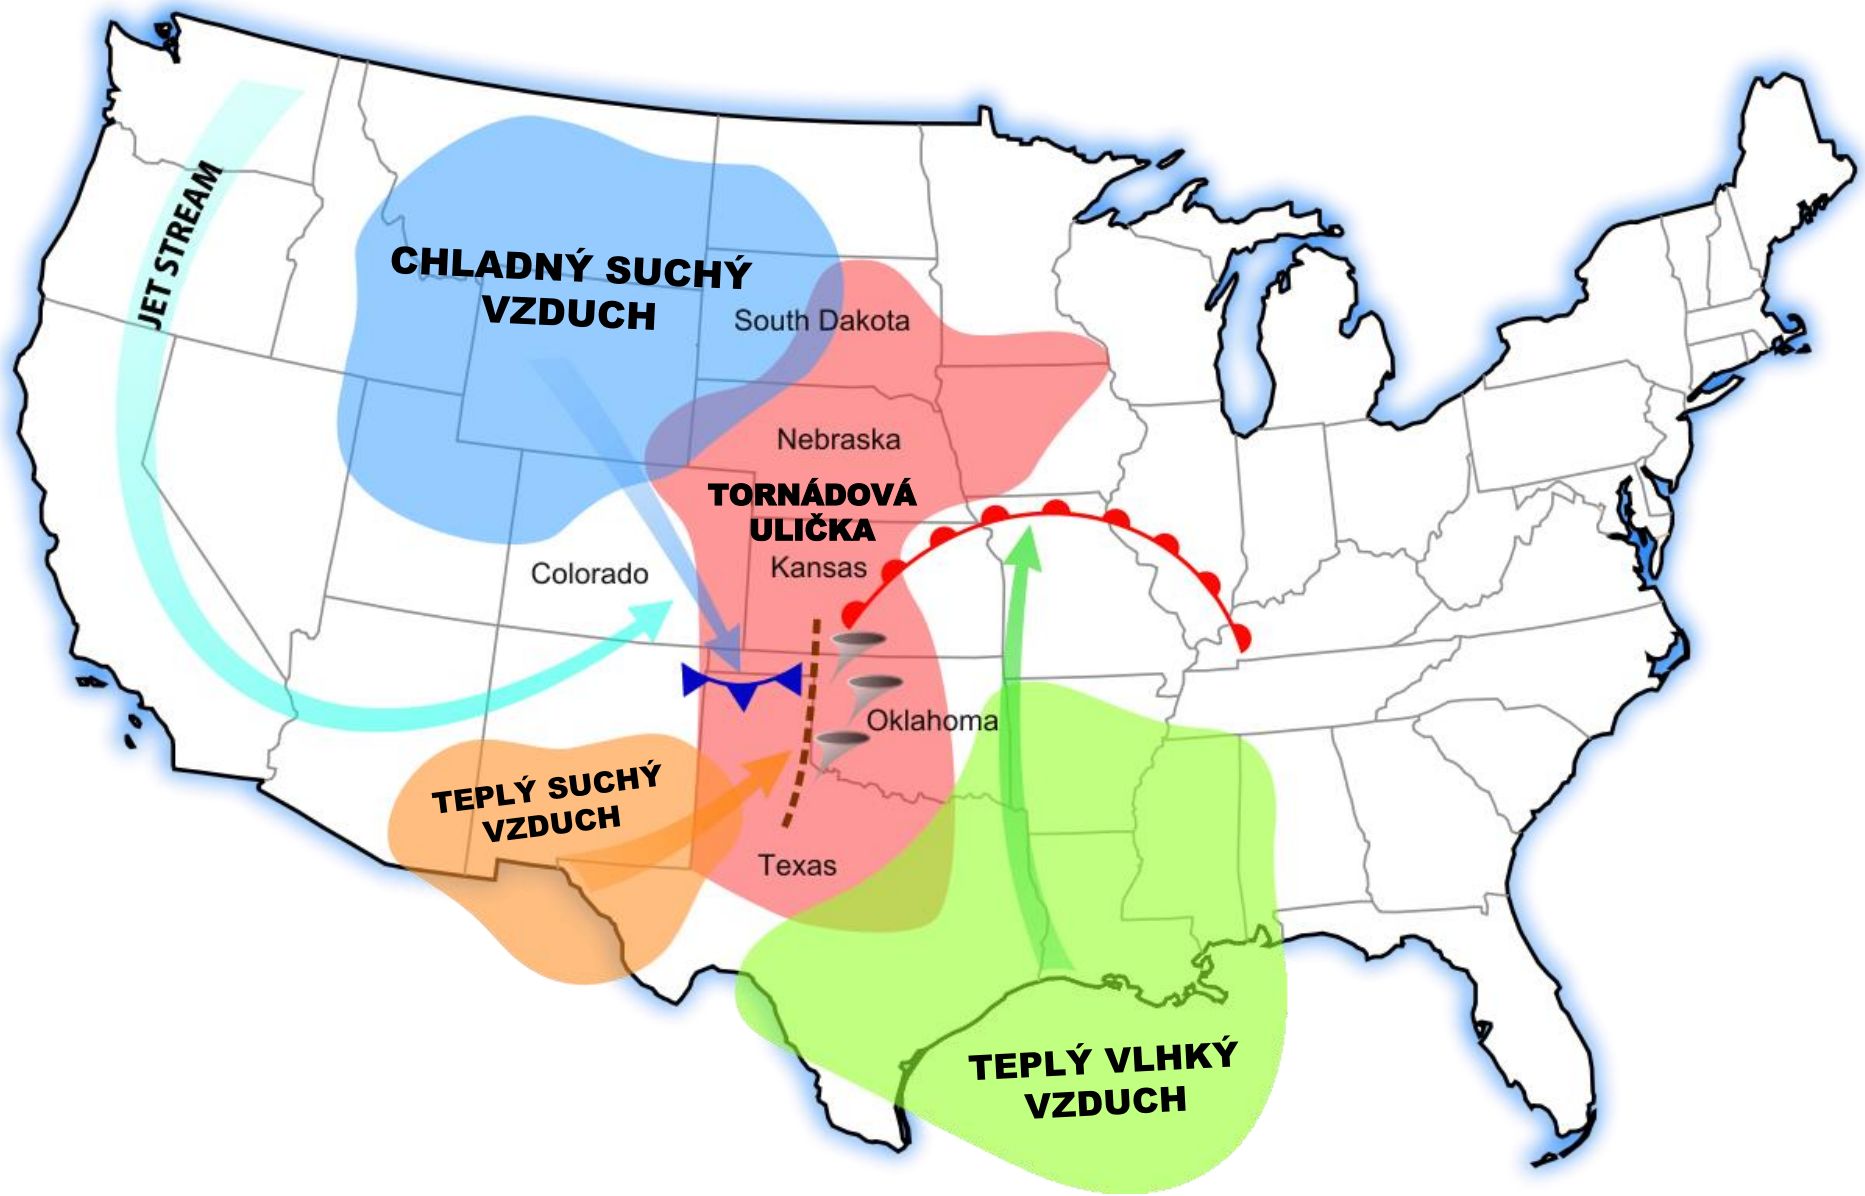 JET STREAM
CHLADNÝ SUCHÝ
VZDUCH
South Dakota
Nebraska
TORNÁDOVÁ
ULIČKA
Kansas
Colorado
Oklahoma
TEPLÝ SUCHÝ
VZDUCH
Texas
TEPLÝ VLHKÝ
VZDUCH